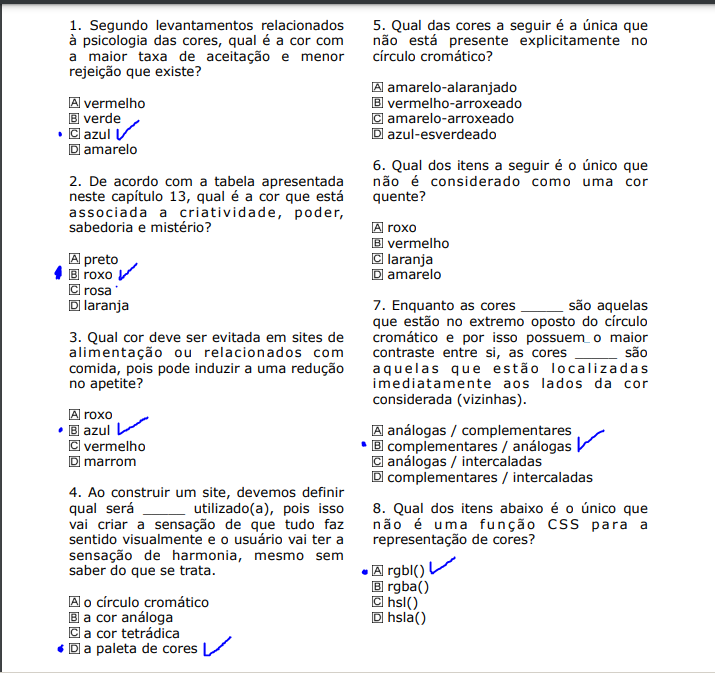 1. Segundo levantamentos relacionados
à psicologia das cores, qual é a cor com
a maior taxa de aceitação e menor
rejeição que existe?
A vermelho
B verde
C azul
D amarelo
2. De acordo com a tabela apresentada
neste capítulo 13, qual é a cor que está
associada a criatividade, poder,
sabedoria e mistério?
A preto
B roxo
C rosa
D laranja
3. Qual cor deve ser evitada em sites de
alimentação ou relacionados com
comida, pois pode induzir a uma redução
no apetite?
A roxo
B azul
C vermelho
D marrom
4. Ao construir um site, devemos definir
qual será ______ utilizado(a), pois isso
vai criar a sensação de que tudo faz
sentido visualmente e o usuário vai ter a
sensação de harmonia, mesmo sem
saber do que se trata.
A o círculo cromático
B a cor análoga
C a cor tetrádica
D a paleta de cores
5. Qual das cores a seguir é a única que
não está presente explicitamente no
círculo cromático?
A amarelo-alaranjado
B vermelho-arroxeado
C amarelo-arroxeado
D azul-esverdeado
6. Qual dos itens a seguir é o único que
não é considerado como uma cor
quente?
A roxo
B vermelho
C laranja
D amarelo
7. Enquanto as cores ______ são aquelas
que estão no extremo oposto do círculo
cromático e por isso possuem o maior
contraste entre si, as cores ______ são
aquelas que estão localizadas
imediatamente aos lados da cor
considerada (vizinhas).
A análogas / complementares
B complementares / análogas
C análogas / intercaladas
D complementares / intercaladas
8. Qual dos itens abaixo é o único que
não é uma função CSS para a
representação de cores?
A rgbl()
B rgba()
C hsl()
D hsla()